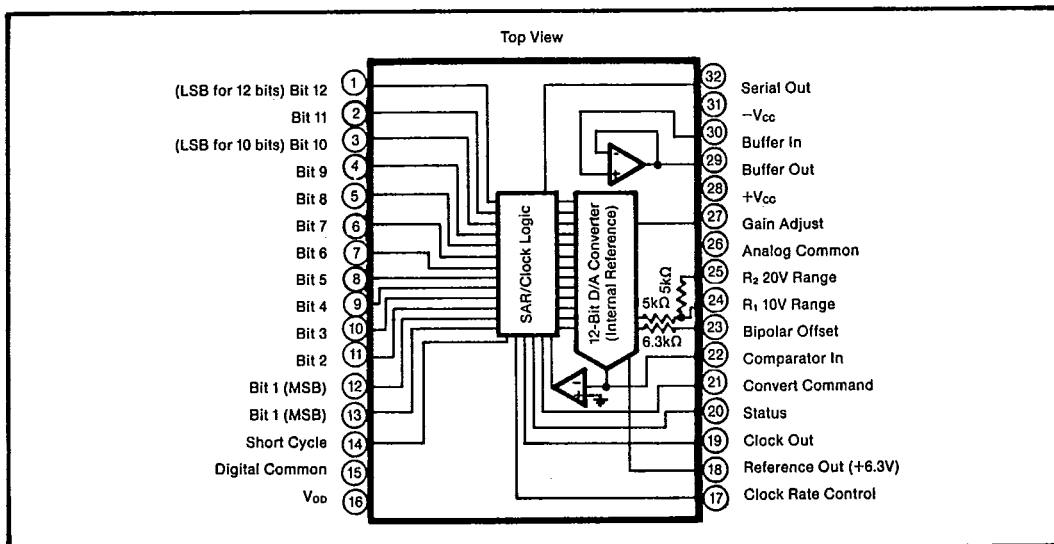 Top View
(LSB for 12 bits) Bit 12
1
Bit 11
2
(LSB for 10 bits) Bit 10
3
Bit 9
4
Bit 8
5
Bit 7
6
Bit 6
7
Bit 5
8
Bit 4
9
Bit 3
10
Bit 2
11
Bit 1 (MSB)
12
Bit 1 (MSB)
13
Short Cycle
14
Digital Common
15
VDD
16
SAR/Clock Logic
12-Bit D/A Converter
(Internal Reference)
-
+
5kΩ
5kΩ
6.3kΩ
-
+
32
Serial Out
31
−Vcc
30
Buffer In
29
Buffer Out
28
+Vcc
27
Gain Adjust
26
Analog Common
25
R₂ 20V Range
24
R₁ 10V Range
23
Bipolar Offset
22
Comparator In
21
Convert Command
20
Status
19
Clock Out
18
Reference Out (+6.3V)
17
Clock Rate Control